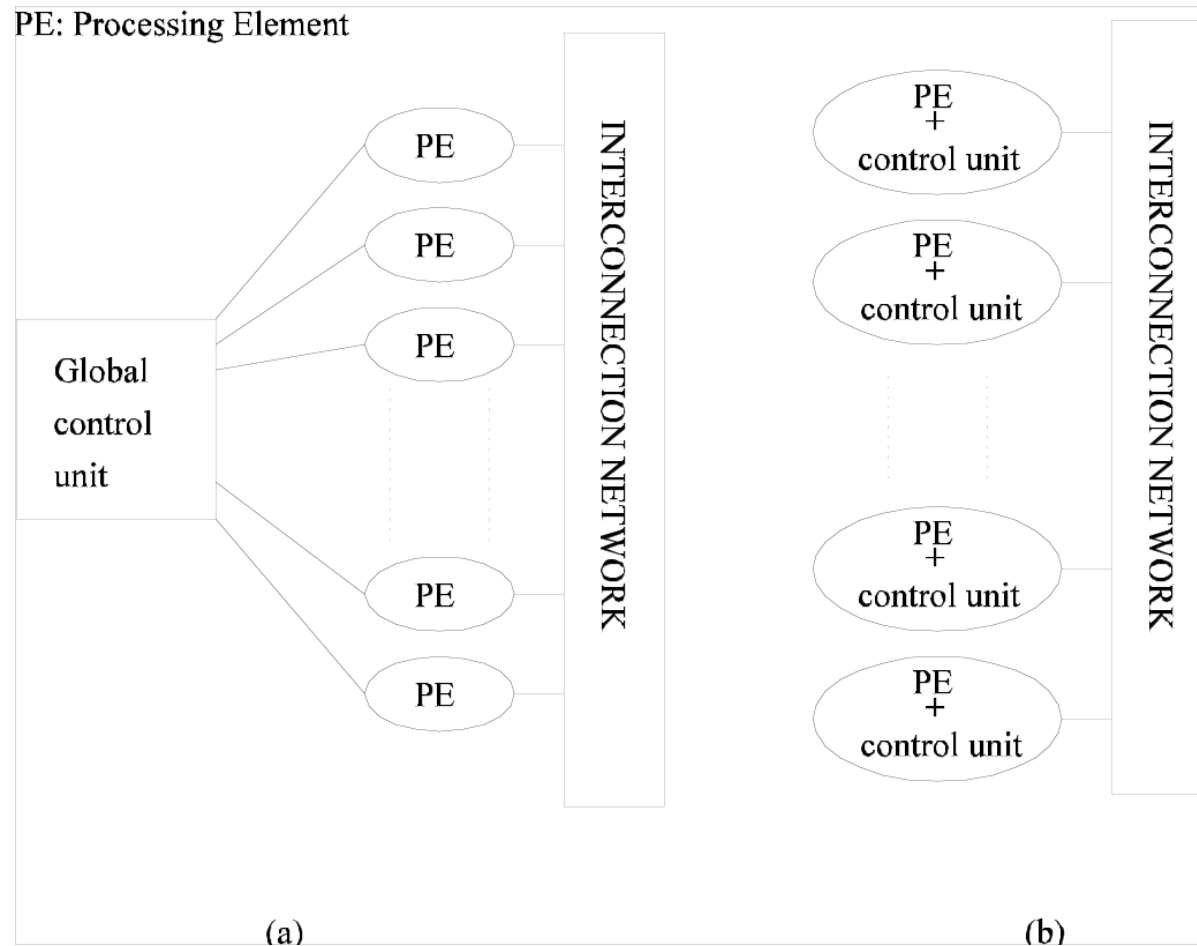 PE: Processing Element
PE
PE
PE
Global
control
unit
PE
PE
INTERCONNECTION NETWORK
(a)
PE
+
control unit
PE
+
control unit
PE
+
control unit
PE
+
control unit
INTERCONNECTION NETWORK
(b)